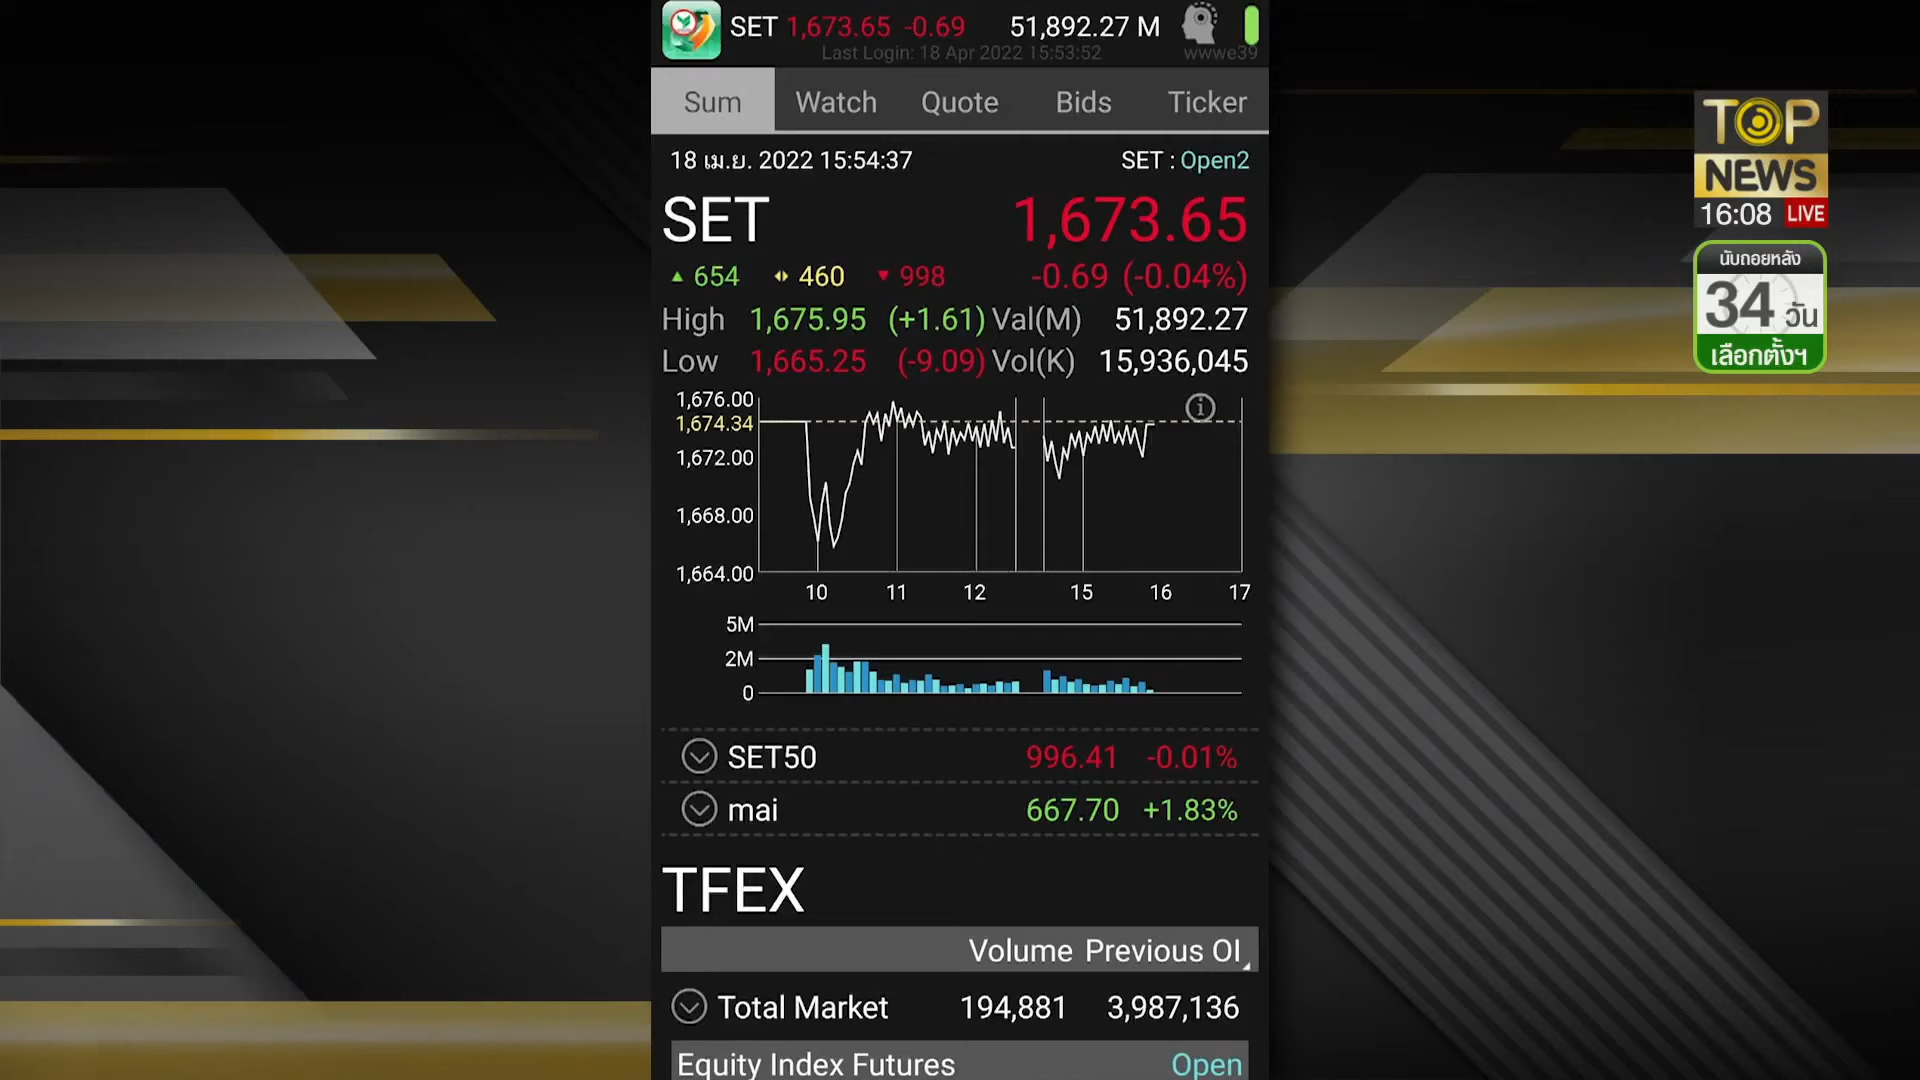 SET 1,673.65 -0.69 51,892.27 M
Last Login: 18 Apr 2022 15:53:52 wwwe39
Sum Watch Quote Bids Ticker
18 เม.ย. 2022 15:54:37 SET : Open2
SET 1,673.65
654 460 998 -0.69 (-0.04%)
High 1,675.95 (+1.61) Val(M) 51,892.27
Low 1,665.25 (-9.09) Vol(K) 15,936,045
1,676.00
1,674.34
1,672.00
1,668.00
1,664.00
10 11 12 15 16 17
5M
2M
0
SET50 996.41 -0.01%
mai 667.70 +1.83%
TFEX
Volume Previous OI
Total Market 194,881 3,987,136
Equity Index Futures Open
TOP
NEWS
16:08 LIVE
นับถอยหลัง
34 วัน
เลือกตั้งฯ